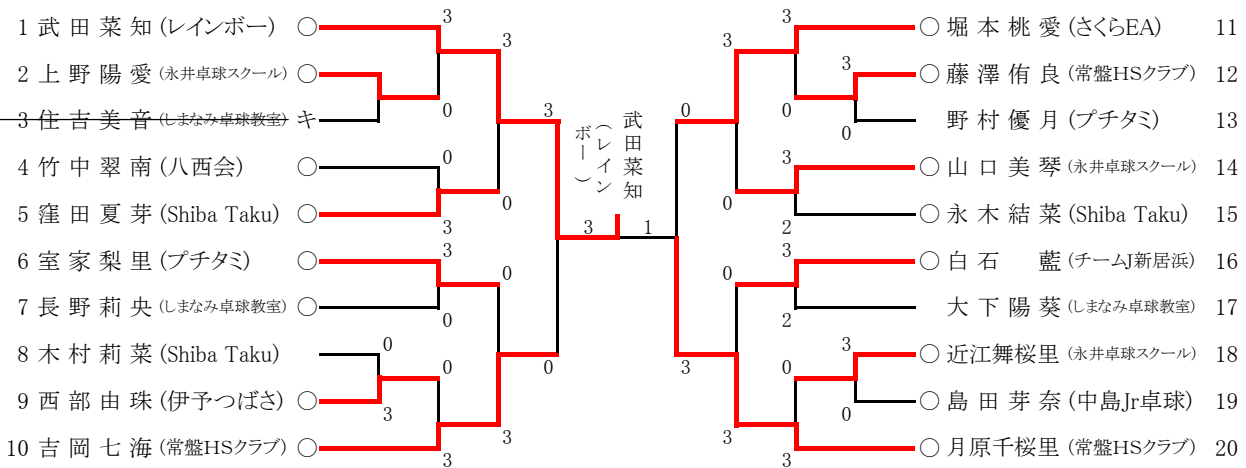 1 武田菜知 (レインボー) ○
2 上野陽愛 (永井卓球スクール) ○
3 住吉美音 (しまなみ卓球教室) キ
4 竹中翠南 (八西会) ○
5 窪田夏芽 (Shiba Taku) ○
6 室家梨里 (プチタミ) ○
7 長野莉央 (しまなみ卓球教室) ○
8 木村莉菜 (Shiba Taku)
9 西部由珠 (伊予つばさ) ○
10 吉岡七海 (常盤HSクラブ) ○
3
0
0
3
3
0
0
3
3
3
0
0
3
0
3
0
3
武田菜知
(レイン
ボー)
1
0
3
3
0
0
3
3
0
3
2
3
2
0
3
3
0
3
0
○ 堀本桃愛 (さくらEA) 11
○ 藤澤侑良 (常盤HSクラブ) 12
野村優月 (プチタミ) 13
○ 山口美琴 (永井卓球スクール) 14
○ 永木結菜 (Shiba Taku) 15
○ 白石 藍 (チームJ新居浜) 16
大下陽葵 (しまなみ卓球教室) 17
○ 近江舞桜里 (永井卓球スクール) 18
○ 島田芽奈 (中島Jr卓球) 19
○ 月原千桜里 (常盤HSクラブ) 20